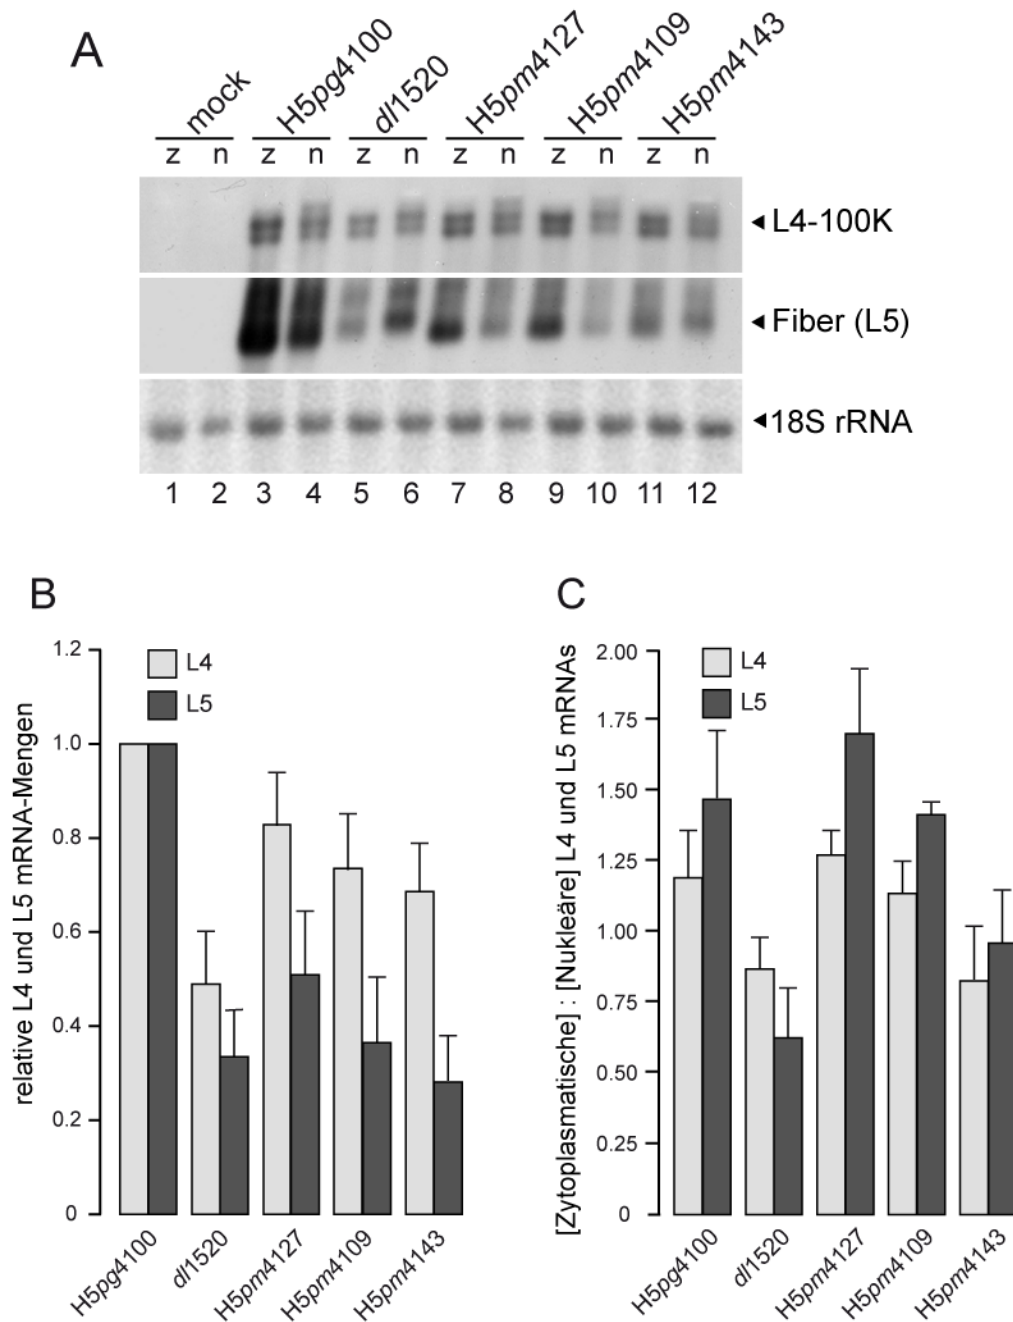 A
mock H5pg4100 dl1520 H5pm4127 H5pm4109 H5pm4143
z n z n z n z n z n z n
L4-100K
Fiber (L5)
18S rRNA
1 2 3 4 5 6 7 8 9 10 11 12
B
relative L4 und L5 mRNA-Mengen
1.2
1.0
0.8
0.6
0.4
0.2
0
L4
L5
H5pg4100 dl1520 H5pm4127 H5pm4109 H5pm4143
C
[Zytoplasmatische] : [Nukleäre] L4 und L5 mRNAs
2.00
1.75
1.50
1.25
1.00
0.75
0.50
0.25
0
L4
L5
H5pg4100 dl1520 H5pm4127 H5pm4109 H5pm4143